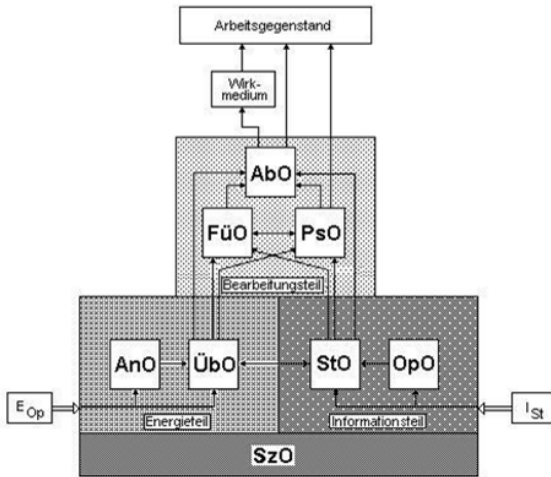 Arbeitsgegenstand
Wirk-
medium
AbO
FüO
PsO
Bearbeitungsteil
AnO
ÜbO
StO
OpO
E Op
I St
Energieteil
Informationsteil
SzO